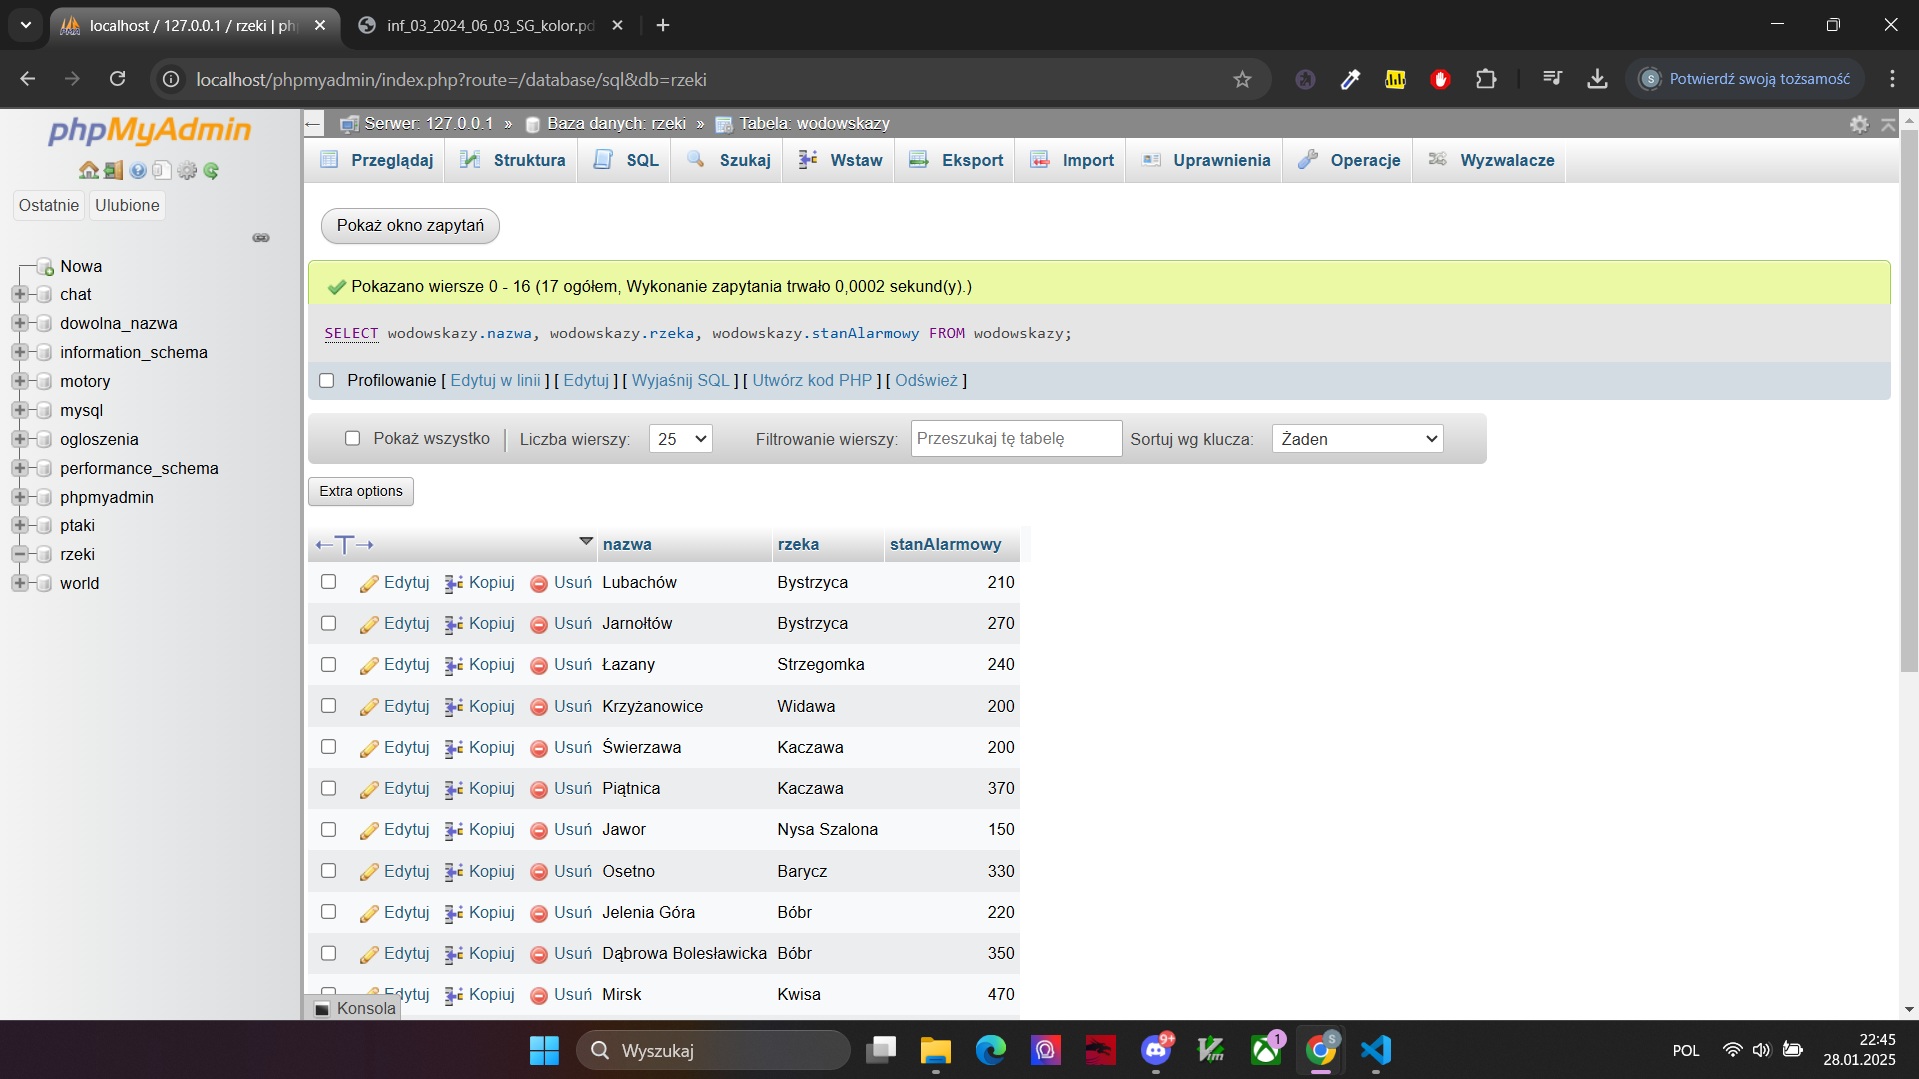 localhost / 127.0.0.1 / rzeki | ph
inf_03_2024_06_03_SG_kolor.pd
localhost/phpmyadmin/index.php?route=/database/sql&db=rzeki
S Potwierdź swoją tożsamość
phpMyAdmin
Ostatnie Ulubione
Nowa
chat
dowolna_nazwa
information_schema
motory
mysql
ogloszenia
performance_schema
phpmyadmin
ptaki
rzeki
world
Serwer: 127.0.0.1 » Baza danych: rzeki » Tabela: wodowskazy
Przeglądaj Struktura SQL Szukaj Wstaw Eksport Import Uprawnienia Operacje Wyzwalacze
Pokaż okno zapytań
Pokazano wiersze 0 - 16 (17 ogółem, Wykonanie zapytania trwało 0,0002 sekund(y).)
SELECT wodowskazy.nazwa, wodowskazy.rzeka, wodowskazy.stanAlarmowy FROM wodowskazy;
Profilowanie [ Edytuj w linii ] [ Edytuj ] [ Wyjaśnij SQL ] [ Utwórz kod PHP ] [ Odśwież ]
Pokaż wszystko | Liczba wierszy: 25 Filtrowanie wierszy: Przeszukaj tę tabelę Sortuj wg klucza: Żaden
Extra options
nazwa rzeka stanAlarmowy
Edytuj Kopiuj Usuń Lubachów Bystrzyca 210
Edytuj Kopiuj Usuń Jarnołtów Bystrzyca 270
Edytuj Kopiuj Usuń Łazany Strzegomka 240
Edytuj Kopiuj Usuń Krzyżanowice Widawa 200
Edytuj Kopiuj Usuń Świerzawa Kaczawa 200
Edytuj Kopiuj Usuń Piątnica Kaczawa 370
Edytuj Kopiuj Usuń Jawor Nysa Szalona 150
Edytuj Kopiuj Usuń Osetno Barycz 330
Edytuj Kopiuj Usuń Jelenia Góra Bóbr 220
Edytuj Kopiuj Usuń Dąbrowa Bolesławicka Bóbr 350
Edytuj Kopiuj Usuń Mirsk Kwisa 470
Konsola
Wyszukaj
9+
1
S
POL
22:45
28.01.2025